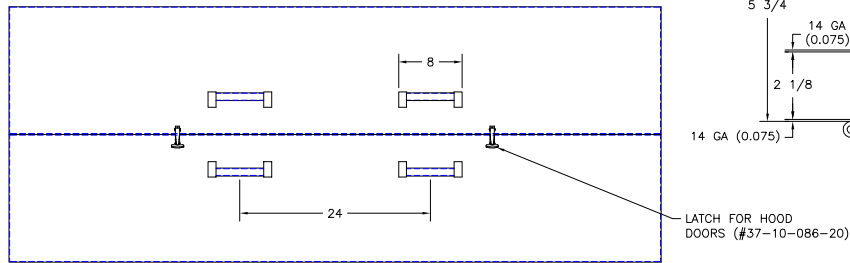 5 3/4
14 GA
(0.075)
8
2 1/8
14 GA (0.075)
24
LATCH FOR HOOD
DOORS (#37-10-086-20)